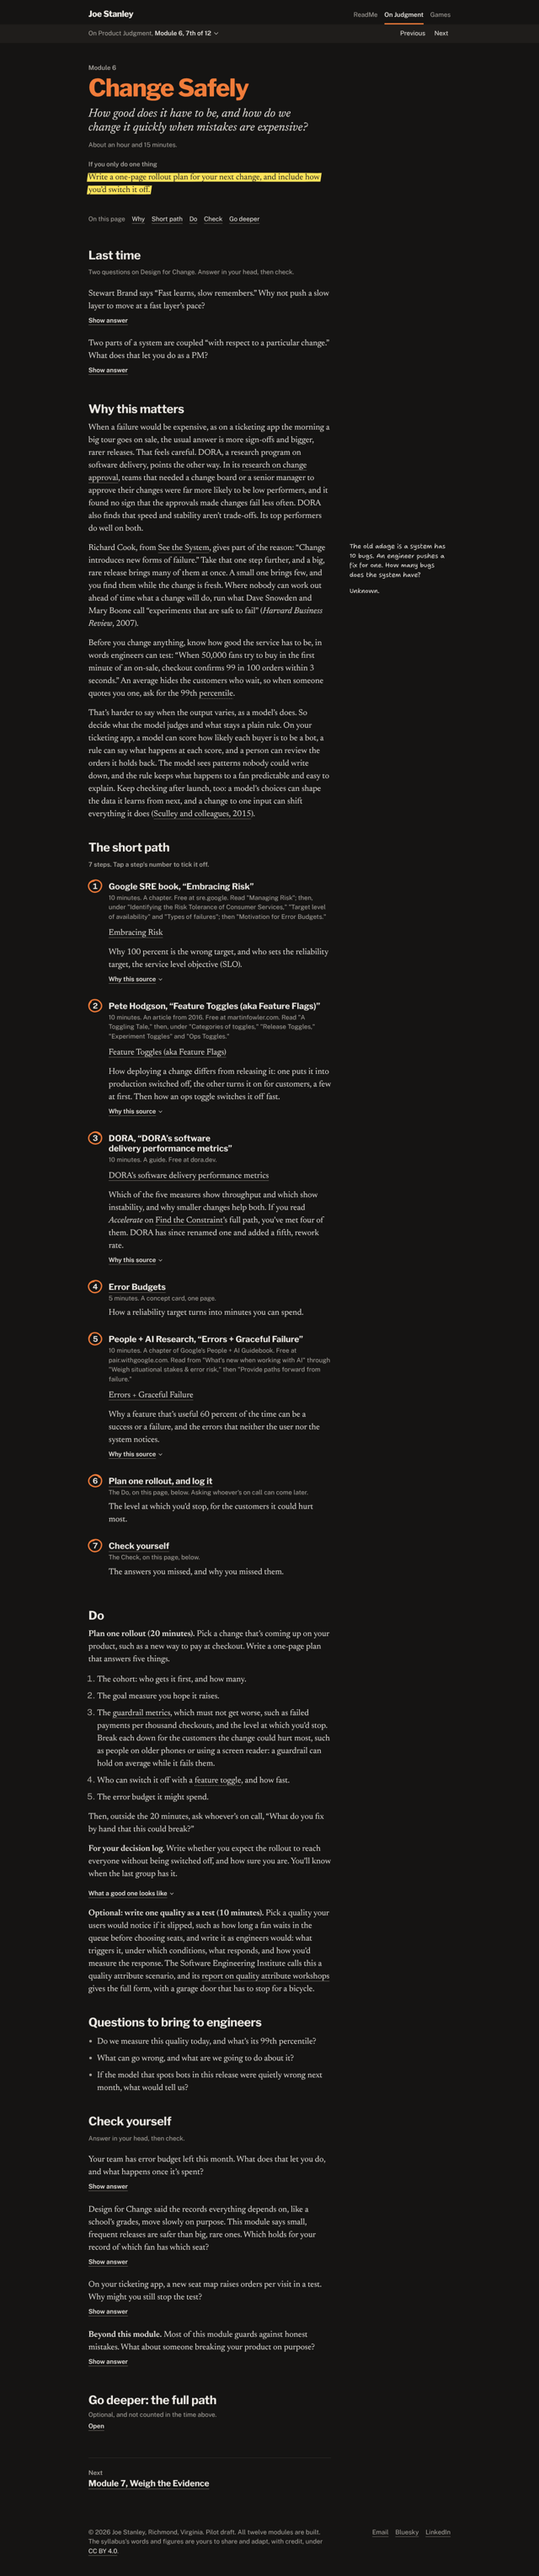 Joe Stanley
ReadMe On Judgment Games
On Product Judgment. Module 6, 7th of 12
Previous Next
Module 6
Change Safely
How good does it have to be, and how do we
change it quickly when mistakes are expensive?
About an hour and 15 minutes.
If you only do one thing
Write a one-page rollout plan for your next change, and include how
you'd switch it off.
On this page Why Short path Do Check Go deeper
Last time
Two questions on Design for Change. Answer in your head, then check.
Stewart Brand says “Fast learns, slow remembers.” Why not push a slow
layer to move at a fast layer’s pace?
Show answer
Two parts of a system are coupled “with respect to a particular change.”
What does that let you do as a PM?
Show answer
Why this matters
When a failure would be expensive, as on a ticketing app the morning a
big tour goes on sale, the usual answer is more sign-offs and bigger,
rarer releases. That feels careful. DORA, a research program on
software delivery, points the other way. In its research on change
approval, teams that needed a change board or a senior manager to
approve their changes were far more likely to be low performers, and it
found no sign that the approvals made changes fail less often. DORA
also finds that speed and stability aren’t trade-offs. Its top performers
do well on both.
The old adage is a system has
10 bugs. An engineer pushes a
fix for one. How many bugs
does the system have?
Unknown.
Richard Cook, from See the System, gives part of the reason: “Change
introduces new forms of failure.” Take that one step further, and a big,
rare release brings many of them at once. A small one brings few, and
you find them while the change is fresh. Where nobody can work out
ahead of time what a change will do, run what Dave Snowden and
Mary Boone call “experiments that are safe to fail” (Harvard Business
Review, 2007).
Before you change anything, know how good the service has to be, in
words engineers can test: “When 50,000 fans try to buy in the first
minute of an on-sale, checkout confirms 99 in 100 orders within 3
seconds.” An average hides the customers who wait, so when someone
quotes you one, ask for the 99th percentile.
That’s harder to say when the output varies, as a model’s does. So
decide what the model judges and what stays a plain rule. On your
ticketing app, a model can score how likely each buyer is to be a bot, a
rule can say what happens at each score, and a person can review the
orders it holds back. The model sees patterns nobody could write
down, and the rule keeps what happens to a fan predictable and easy to
explain. Keep checking after launch, too: a model’s choices can shape
the data it learns from next, and a change to one input can shift
everything it does (Sculley and colleagues, 2015).
The short path
7 steps. Tap a step's number to tick it off.
1 Google SRE book, “Embracing Risk”
10 minutes. A chapter. Free at sre.google. Read "Managing Risk"; then,
under "Identifying the Risk Tolerance of Consumer Services," "Target level
of availability" and "Types of failures"; then "Motivation for Error Budgets."
Embracing Risk
Why 100 percent is the wrong target, and who sets the reliability
target, the service level objective (SLO).
Why this source
2 Pete Hodgson, “Feature Toggles (aka Feature Flags)”
10 minutes. An article from 2016. Free at martinfowler.com. Read "A
Toggling Tale," then, under "Categories of toggles," "Release Toggles,"
"Experiment Toggles" and "Ops Toggles."
Feature Toggles (aka Feature Flags)
How deploying a change differs from releasing it: one puts it into
production switched off, the other turns it on for customers, a few
at first. Then how an ops toggle switches it off fast.
Why this source
3 DORA, “DORA’s software
delivery performance metrics”
10 minutes. A guide. Free at dora.dev.
DORA’s software delivery performance metrics
Which of the five measures show throughput and which show
instability, and why smaller changes help both. If you read
Accelerate on Find the Constraint’s full path, you’ve met four of
them. DORA has since renamed one and added a fifth, rework
rate.
Why this source
4 Error Budgets
5 minutes. A concept card, one page.
How a reliability target turns into minutes you can spend.
5 People + AI Research, “Errors + Graceful Failure”
10 minutes. A chapter of Google's People + AI Guidebook. Free at
pair.withgoogle.com. Read from "What's new when working with AI" through
"Weigh situational stakes & error risk," then "Provide paths forward from
failure."
Errors + Graceful Failure
Why a feature that’s useful 60 percent of the time can be a
success or a failure, and the errors that neither the user nor the
system notices.
Why this source
6 Plan one rollout, and log it
The Do, on this page, below. Asking whoever's on call can come later.
The level at which you’d stop, for the customers it could hurt
most.
7 Check yourself
The Check, on this page, below.
The answers you missed, and why you missed them.
Do
Plan one rollout (20 minutes). Pick a change that’s coming up on your
product, such as a new way to pay at checkout. Write a one-page plan
that answers five things.
1. The cohort: who gets it first, and how many.
2. The goal measure you hope it raises.
3. The guardrail metrics, which must not get worse, such as failed
payments per thousand checkouts, and the level at which you’d stop.
Break each down for the customers the change could hurt most, such
as people on older phones or using a screen reader: a guardrail can
hold on average while it fails them.
4. Who can switch it off with a feature toggle, and how fast.
5. The error budget it might spend.
Then, outside the 20 minutes, ask whoever’s on call, “What do you fix
by hand that this could break?”
For your decision log. Write whether you expect the rollout to reach
everyone without being switched off, and how sure you are. You’ll know
when the last group has it.
What a good one looks like
Optional: write one quality as a test (10 minutes). Pick a quality your
users would notice if it slipped, such as how long a fan waits in the
queue before choosing seats, and write it as engineers would: what
triggers it, under which conditions, what responds, and how you’d
measure the response. The Software Engineering Institute calls this a
quality attribute scenario, and its report on quality attribute workshops
gives the full form, with a garage door that has to stop for a bicycle.
Questions to bring to engineers
• Do we measure this quality today, and what’s its 99th percentile?
• What can go wrong, and what are we going to do about it?
• If the model that spots bots in this release were quietly wrong next
month, what would tell us?
Check yourself
Answer in your head, then check.
Your team has error budget left this month. What does that let you do,
and what happens once it’s spent?
Show answer
Design for Change said the records everything depends on, like a
school’s grades, move slowly on purpose. This module says small,
frequent releases are safer than big, rare ones. Which holds for your
record of which fan has which seat?
Show answer
On your ticketing app, a new seat map raises orders per visit in a test.
Why might you still stop the test?
Show answer
Beyond this module. Most of this module guards against honest
mistakes. What about someone breaking your product on purpose?
Show answer
Go deeper: the full path
Optional, and not counted in the time above.
Open
Next
Module 7, Weigh the Evidence
© 2026 Joe Stanley, Richmond, Virginia. Pilot draft. All twelve modules are built.
The syllabus's words and figures are yours to share and adapt, with credit, under
CC BY 4.0.
Email Bluesky LinkedIn